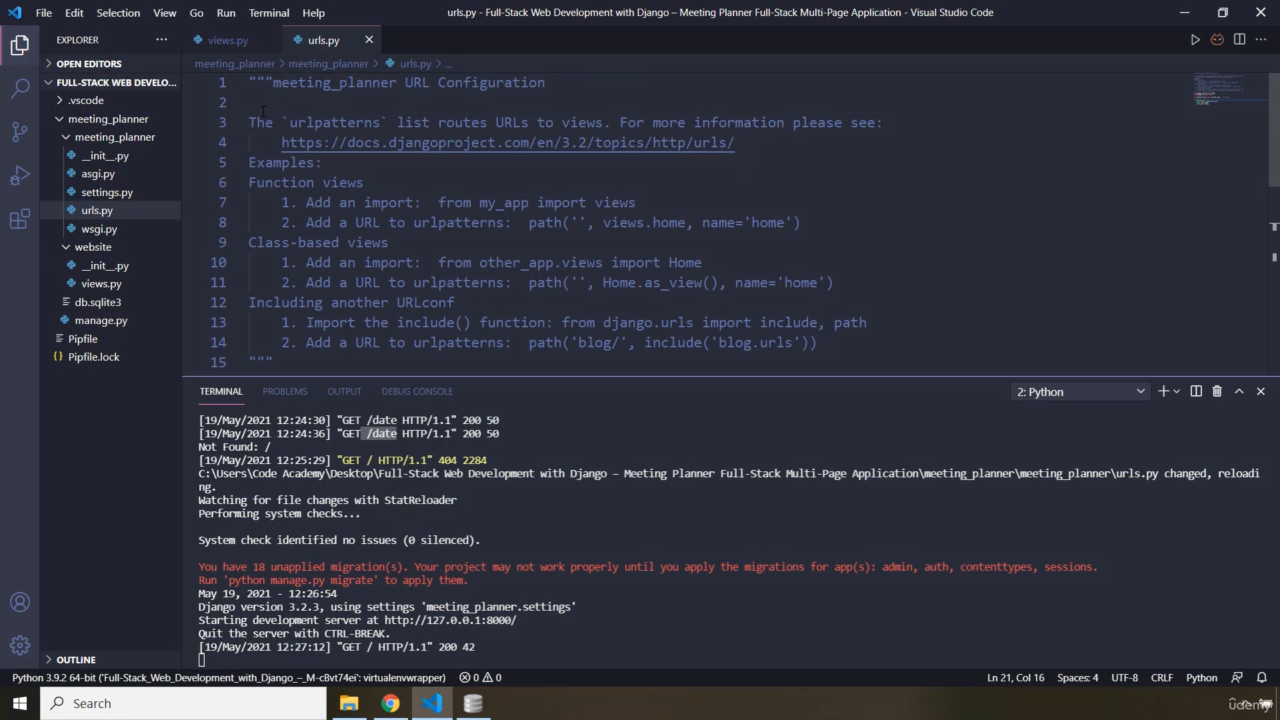 File Edit Selection View Go Run Terminal Help
urls.py - Full-Stack Web Development with Django – Meeting Planner Full-Stack Multi-Page Application - Visual Studio Code
EXPLORER
views.py
urls.py
OPEN EDITORS
meeting_planner > meeting_planner > urls.py > ...
FULL-STACK WEB DEVELO...
.vscode
meeting_planner
meeting_planner
__init__.py
asgi.py
settings.py
urls.py
wsgi.py
website
__init__.py
views.py
db.sqlite3
manage.py
Pipfile
Pipfile.lock
OUTLINE
1 """meeting_planner URL Configuration
2
3 The `urlpatterns` list routes URLs to views. For more information please see:
4 https://docs.djangoproject.com/en/3.2/topics/http/urls/
5 Examples:
6 Function views
7 1. Add an import:  from my_app import views
8 2. Add a URL to urlpatterns:  path('', views.home, name='home')
9 Class-based views
10 1. Add an import:  from other_app.views import Home
11 2. Add a URL to urlpatterns:  path('', Home.as_view(), name='home')
12 Including another URLconf
13 1. Import the include() function: from django.urls import include, path
14 2. Add a URL to urlpatterns:  path('blog/', include('blog.urls'))
15 """
TERMINAL PROBLEMS OUTPUT DEBUG CONSOLE
2: Python
[19/May/2021 12:24:30] "GET /date HTTP/1.1" 200 50
[19/May/2021 12:24:36] "GET /date HTTP/1.1" 200 50
Not Found: /
[19/May/2021 12:25:29] "GET / HTTP/1.1" 404 2284
C:\Users\Code Academy\Desktop\Full-Stack Web Development with Django – Meeting Planner Full-Stack Multi-Page Application\meeting_planner\meeting_planner\urls.py changed, reloadi
ng.
Watching for file changes with StatReloader
Performing system checks...
System check identified no issues (0 silenced).
You have 18 unapplied migration(s). Your project may not work properly until you apply the migrations for app(s): admin, auth, contenttypes, sessions.
Run 'python manage.py migrate' to apply them.
May 19, 2021 - 12:26:54
Django version 3.2.3, using settings 'meeting_planner.settings'
Starting development server at http://127.0.0.1:8000/
Quit the server with CTRL-BREAK.
[19/May/2021 12:27:12] "GET / HTTP/1.1" 200 42
Python 3.9.2 64-bit ('Full-Stack_Web_Development_with_Django_–_M-cBvt74ei': virtualenvwrapper)
0 0
Ln 21, Col 16 Spaces: 4 UTF-8 CRLF Python
Search
Udemy